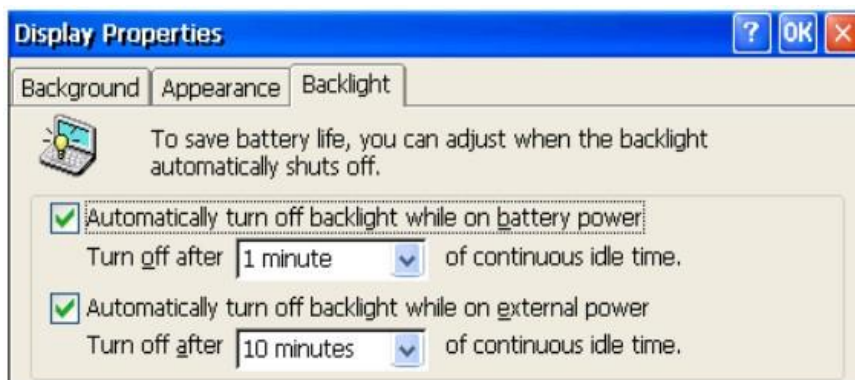 Display Properties ? OK ×
Background Appearance Backlight
To save battery life, you can adjust when the backlight
automatically shuts off.
Automatically turn off backlight while on battery power
Turn off after 1 minute of continuous idle time.
Automatically turn off backlight while on external power
Turn off after 10 minutes of continuous idle time.